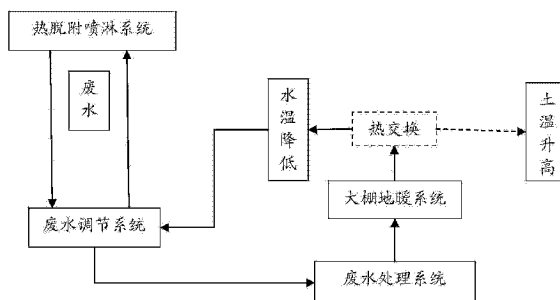 热脱附喷淋系统
废水
水温降低
热交换
土温升高
大棚地暖系统
废水调节系统
废水处理系统